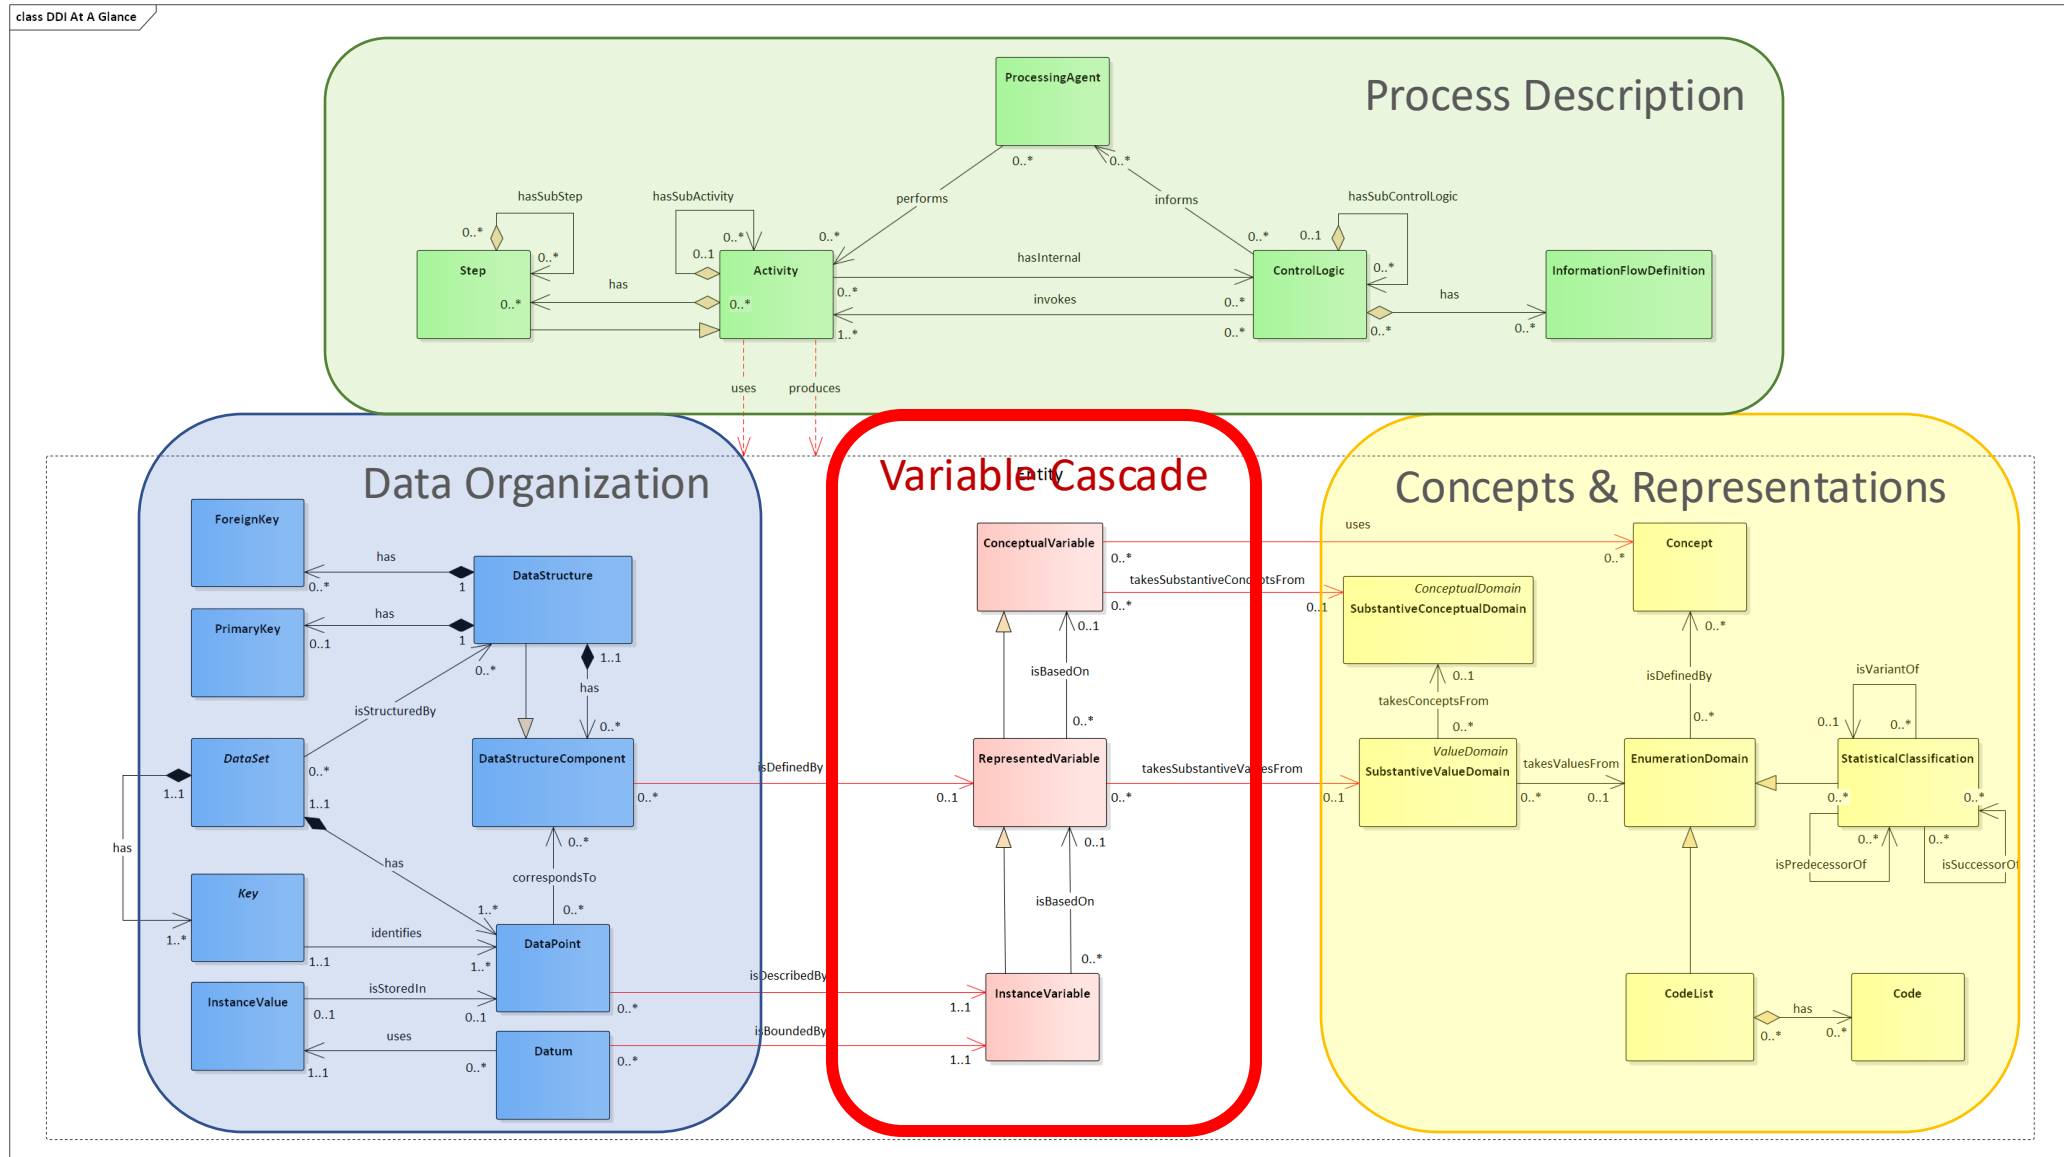 class DDI At A Glance
ProcessingAgent
Process Description
0..*
0..*
hasSubStep
hasSubActivity
performs
informs
hasSubControlLogic
0..*
0..*
0..*
0..*
0..1
0..*
0..1
hasInternal
0..*
Step
Activity
ControlLogic
InformationFlowDefinition
has
0..*
has
0..*
0..*
invokes
0..*
1..*
0..*
0..*
0..*
uses
produces
Data Organization
Variable Cascade
Entity
Concepts & Representations
ForeignKey
has
0..*
1
DataStructure
PrimaryKey
has
0..1
1
0..*
1..1
has
isStructuredBy
0..*
DataSet
0..*
1..1
1..1
DataStructureComponent
isDefinedBy
0..*
0..1
has
has
0..*
correspondsTo
Key
1..*
0..*
1..*
identifies
1..1
1..*
DataPoint
isDescribedBy
0..*
1..1
InstanceValue
isStoredIn
0..1
0..1
isBoundedBy
uses
1..1
0..*
Datum
0..*
1..1
ConceptualVariable
uses
0..*
0..*
Concept
takesSubstantiveConceptsFrom
0..*
0..1
ConceptualDomain
SubstantiveConceptualDomain
0..1
0..*
isBasedOn
isDefinedBy
isVariantOf
0..1
takesConceptsFrom
0..*
0..*
0..*
0..1
0..*
RepresentedVariable
takesSubstantiveValuesFrom
0..*
0..1
ValueDomain
SubstantiveValueDomain
takesValuesFrom
0..*
0..1
EnumerationDomain
StatisticalClassification
0..*
0..*
0..1
0..*
0..*
isPredecessorOf
isSuccessorOf
isBasedOn
0..*
InstanceVariable
CodeList
has
0..*
0..*
Code